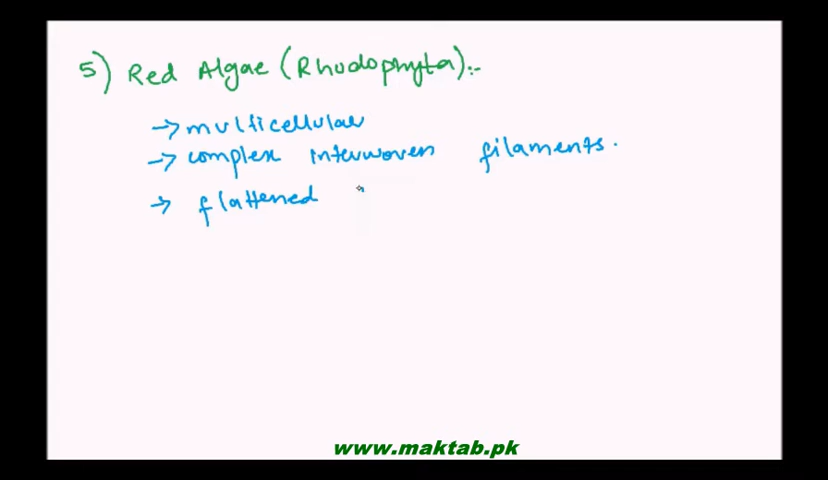 5) Red Algae (Rhodophyta):-
→ multicellular
→ complex interwoven filaments.
→ flattened
www.maktab.pk